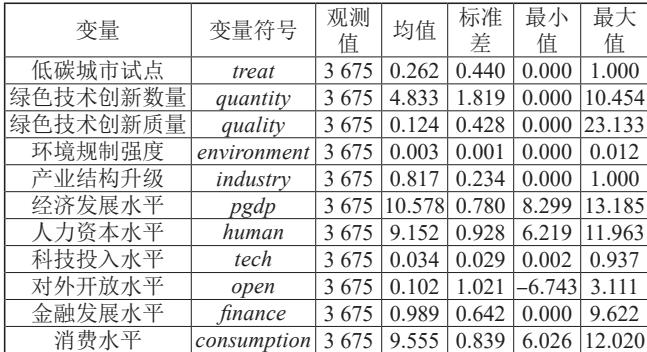 变量 变量符号 观测值 均值 标准差 最小值 最大值
低碳城市试点 treat 3 675 0.262 0.440 0.000 1.000
绿色技术创新数量 quantity 3 675 4.833 1.819 0.000 10.454
绿色技术创新质量 quality 3 675 0.124 0.428 0.000 23.133
环境规制强度 environment 3 675 0.003 0.001 0.000 0.012
产业结构升级 industry 3 675 0.817 0.234 0.000 1.000
经济发展水平 pgdp 3 675 10.578 0.780 8.299 13.185
人力资本水平 human 3 675 9.152 0.928 6.219 11.963
科技投入水平 tech 3 675 0.034 0.029 0.002 0.937
对外开放水平 open 3 675 0.102 1.021 –6.743 3.111
金融发展水平 finance 3 675 0.989 0.642 0.000 9.622
消费水平 consumption 3 675 9.555 0.839 6.026 12.020